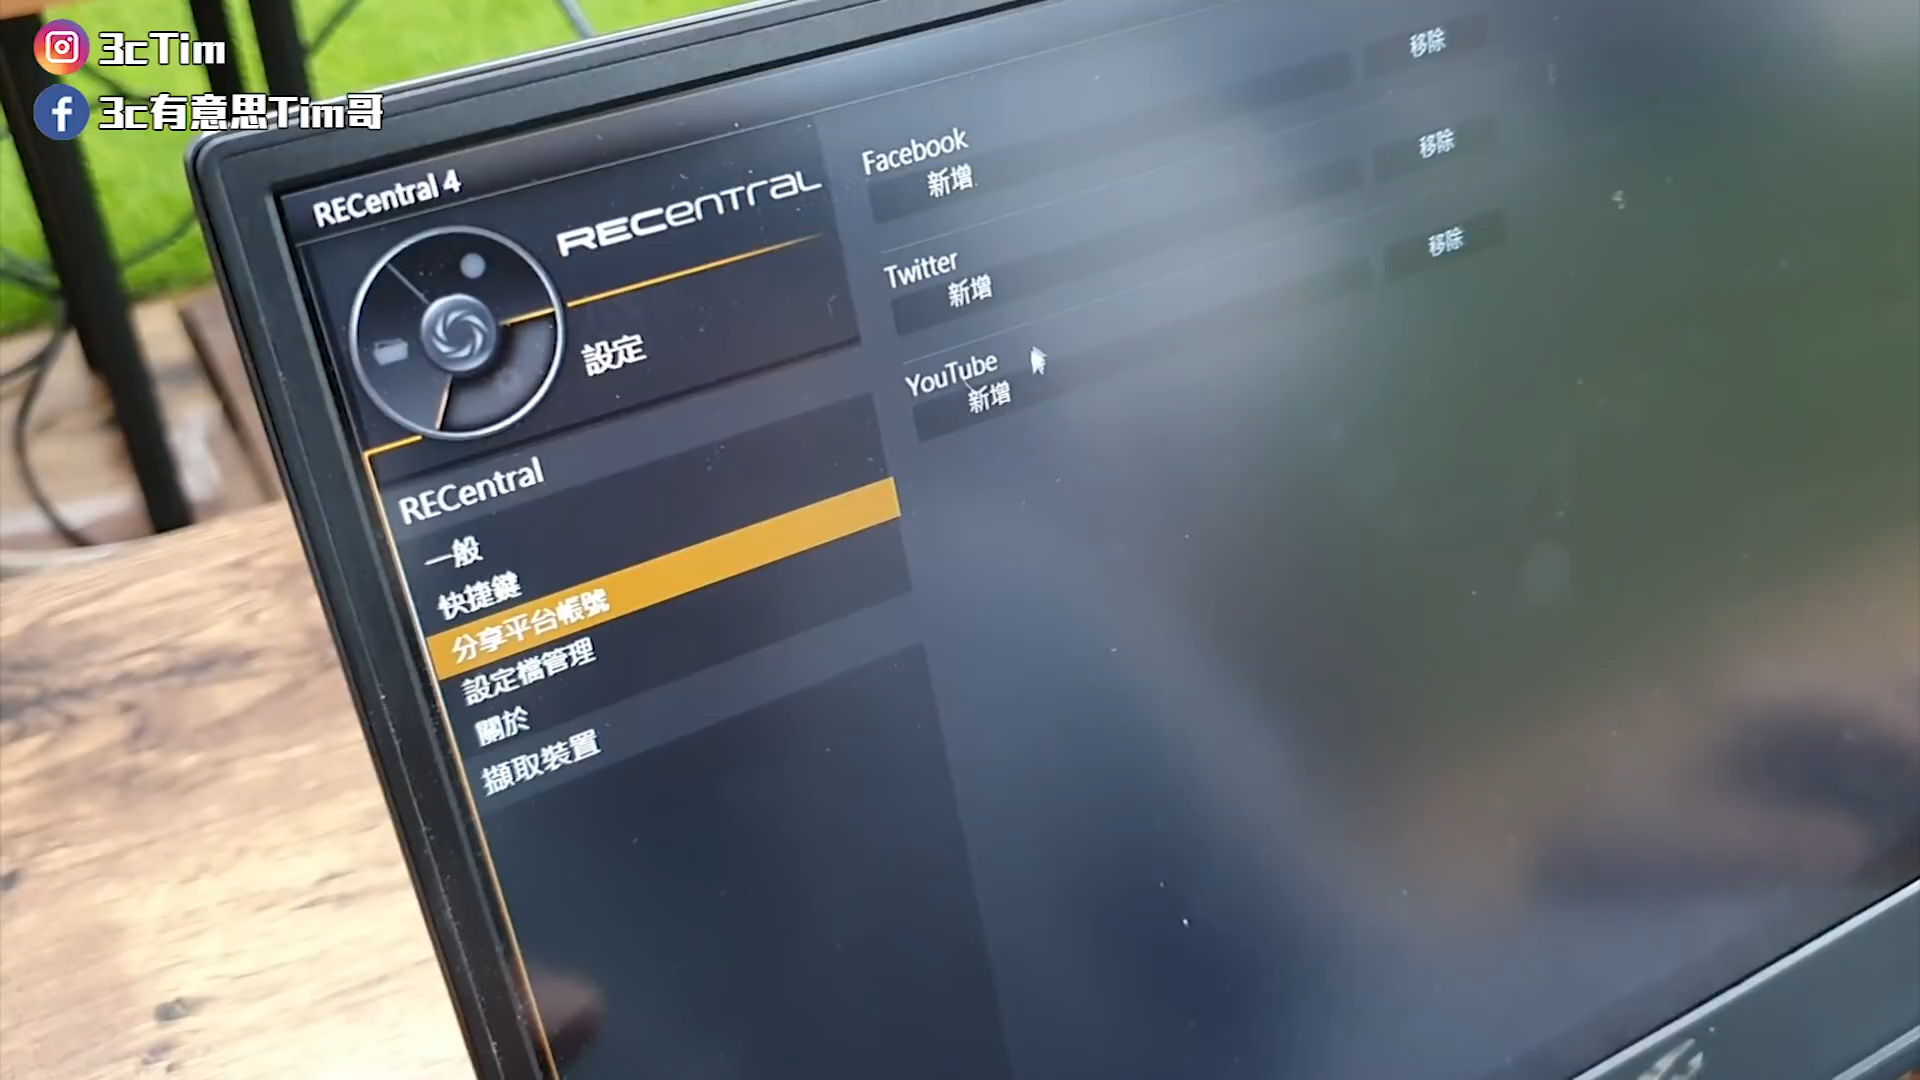 3cTim
3c有意思Tim哥
RECentral 4
RECentral
設定
RECentral
一般
快捷鍵
分享平台帳號
設定檔管理
關於
擷取裝置
Facebook
新增
移除
Twitter
新增
移除
YouTube
新增
移除